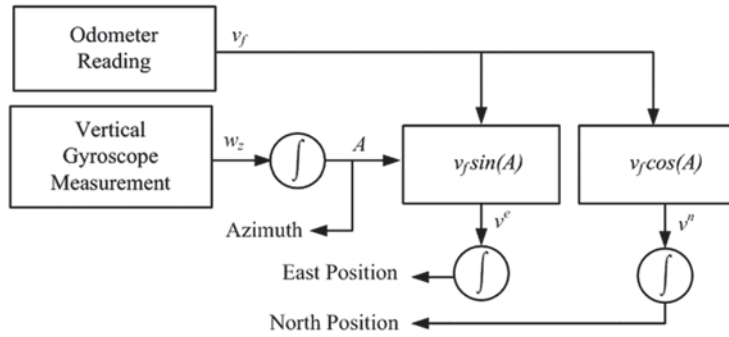 Odometer
Reading
v_f
Vertical
Gyroscope
Measurement
w_z
∫
A
v_f sin(A)
v_f cos(A)
Azimuth
v^e
v^n
East Position
∫
∫
North Position